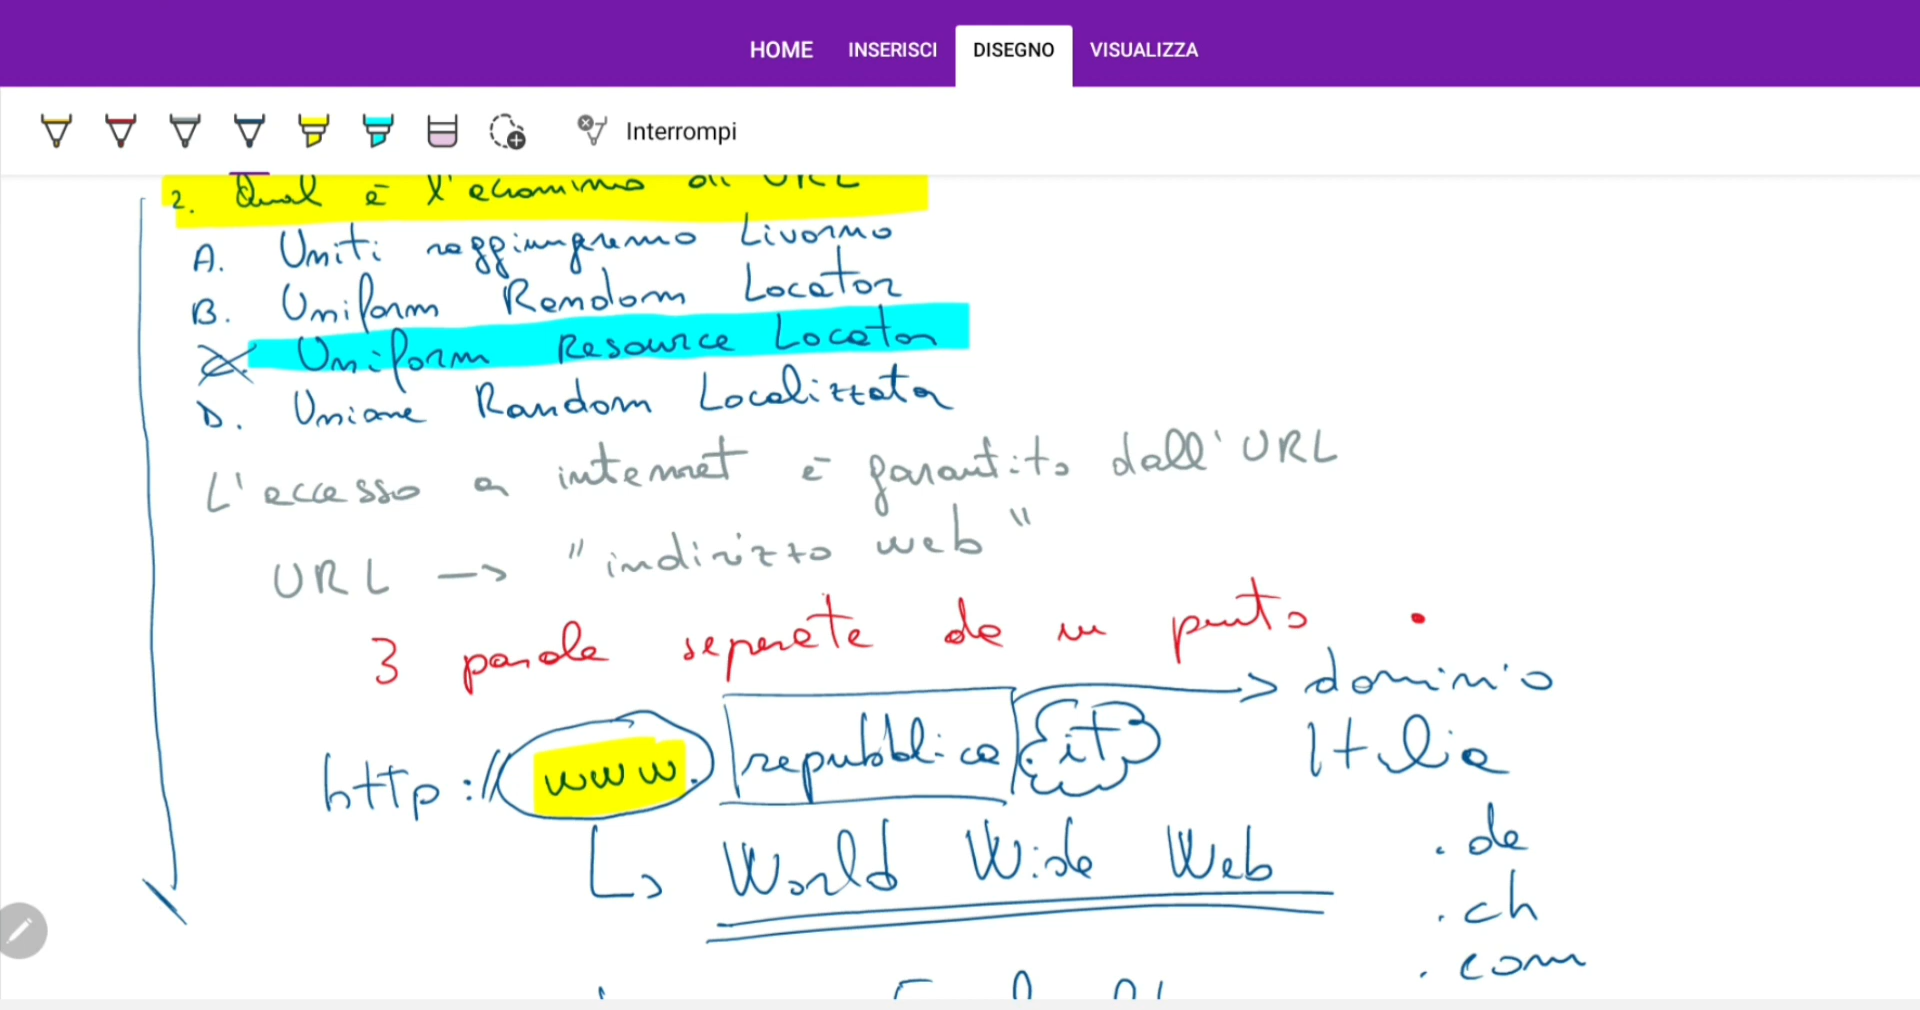 HOME INSERISCI DISEGNO VISUALIZZA
Interrompi
2. Qual è l'acronimo di URL
A. Uniti raggiungeremo Livorno
B. Uniform Random Locator
C. Uniform Resource Locator
D. Unione Random Localizzata
L'accesso a internet è garantito dall'URL
URL -> "indirizzo web"
3 parole separate da un punto .
-> dominio
http://www.repubblica.it Italia
World Wide Web .de
.ch
.com